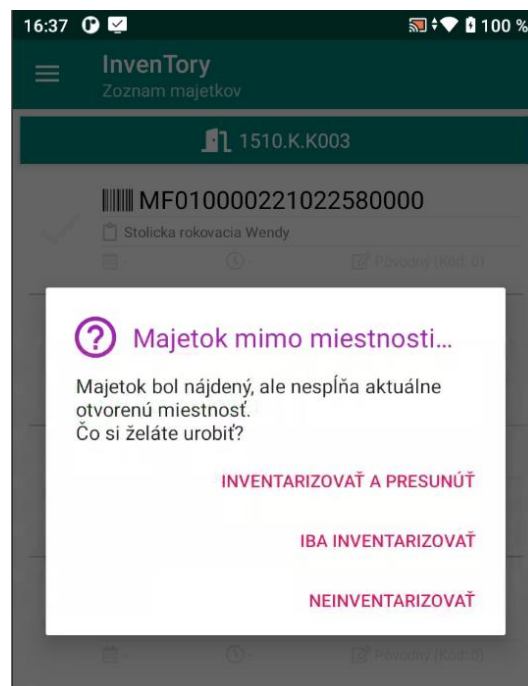 16:37 100 %
InvenTory
Zoznam majetkov
1510.K.K003
MF010000221022580000
Stolicka rokovacia Wendy
- - Pôvodný (Kód: 0)
Majetok mimo miestnosti...
Majetok bol nájdený, ale nespĺňa aktuálne
otvorenú miestnosť.
Čo si želáte urobiť?
INVENTARIZOVAŤ A PRESUNÚŤ
IBA INVENTARIZOVAŤ
NEINVENTARIZOVAŤ
- - Pôvodný (Kód: 0)